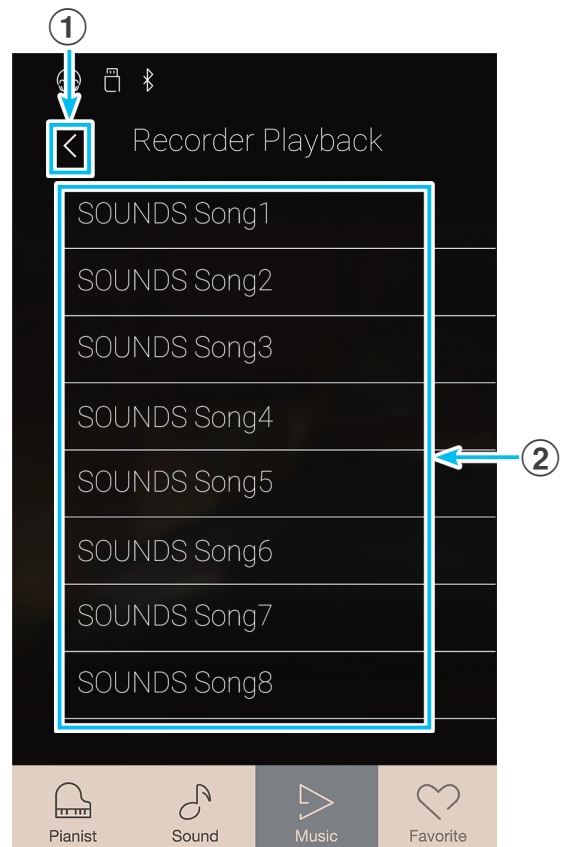 ①
Recorder Playback
SOUNDS Song1
SOUNDS Song2
SOUNDS Song3
SOUNDS Song4
②
SOUNDS Song5
SOUNDS Song6
SOUNDS Song7
SOUNDS Song8
Pianist Sound Music Favorite